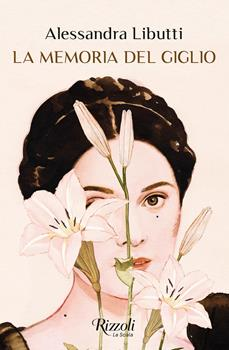 Alessandra Libutti
LA MEMORIA DEL GIGLIO
Rizzoli
La Scala